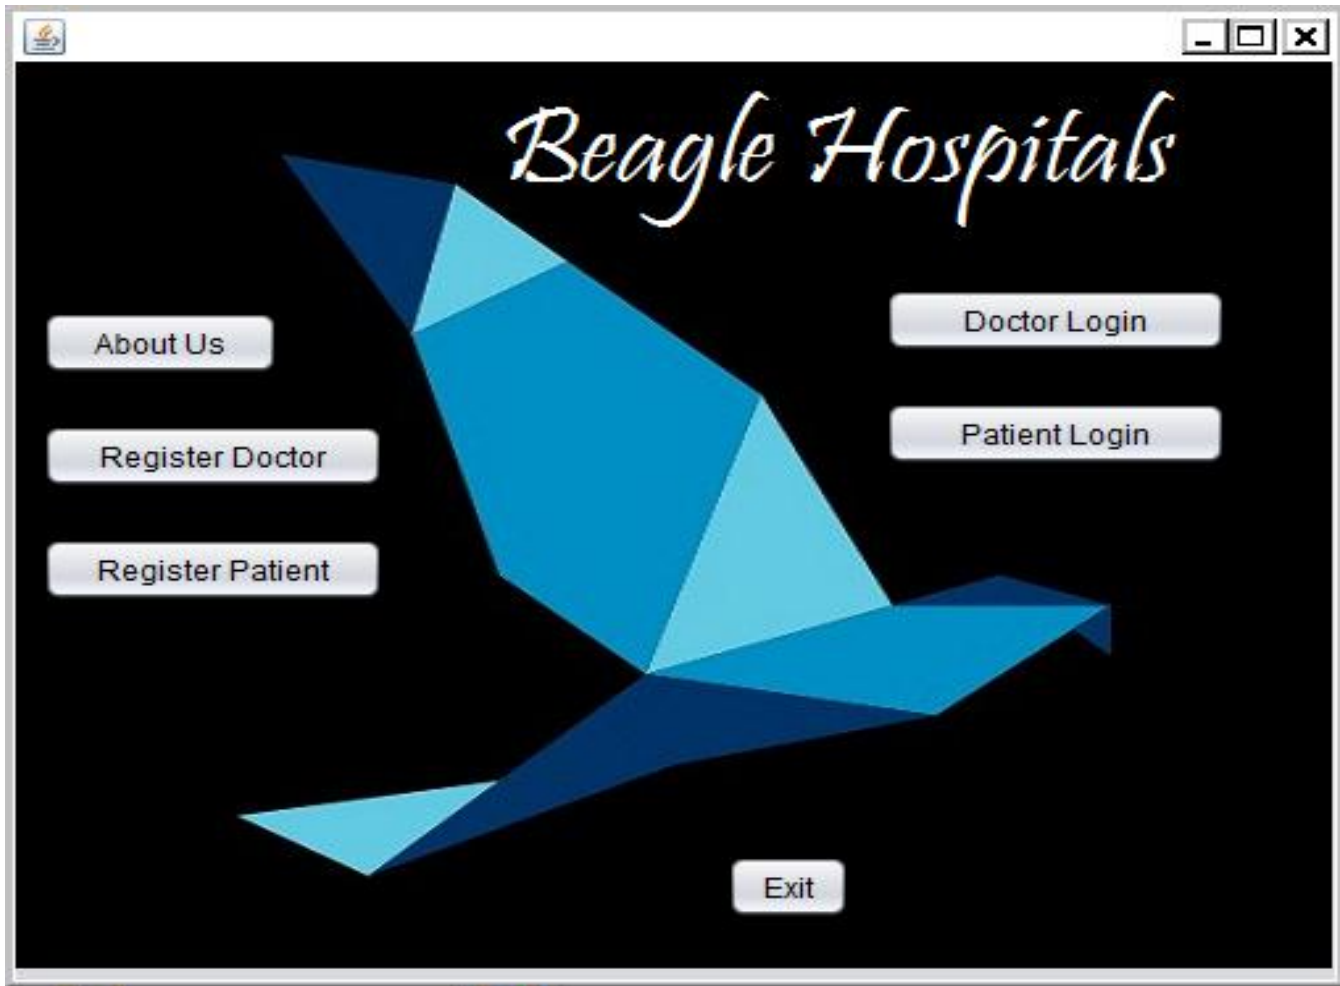 Beagle Hospitals
Doctor Login
About Us
Patient Login
Register Doctor
Register Patient
Exit